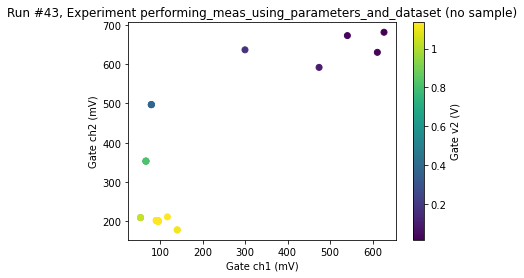 Run #43, Experiment performing_meas_using_parameters_and_dataset (no sample)
700
600
500
400
300
200
Gate ch2 (mV)
100 200 300 400 500 600
Gate ch1 (mV)
1
0.8
0.6
0.4
0.2
Gate v2 (V)